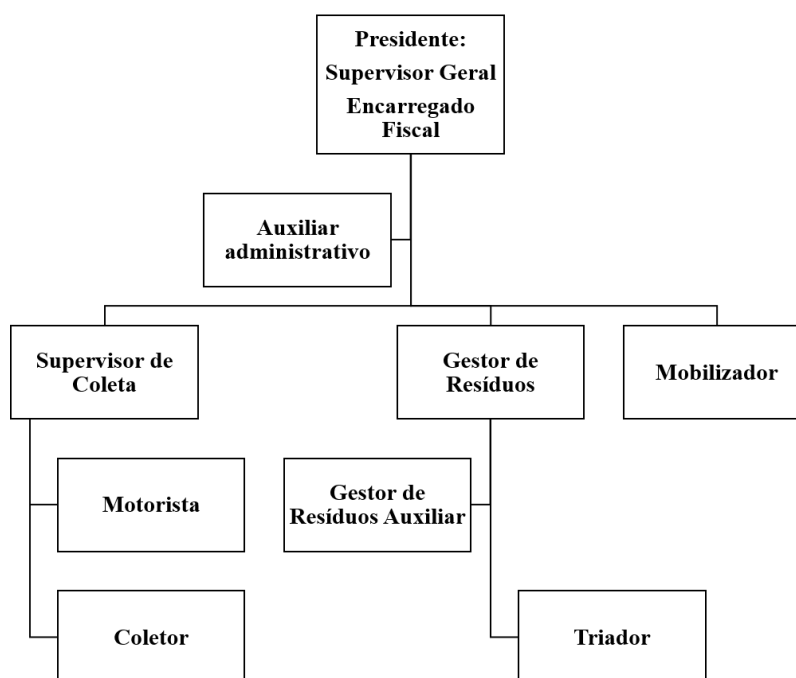 Presidente:
Supervisor Geral
Encarregado
Fiscal
Auxiliar
administrativo
Supervisor de
Coleta
Gestor de
Resíduos
Mobilizador
Motorista
Gestor de
Resíduos Auxiliar
Coletor
Triador